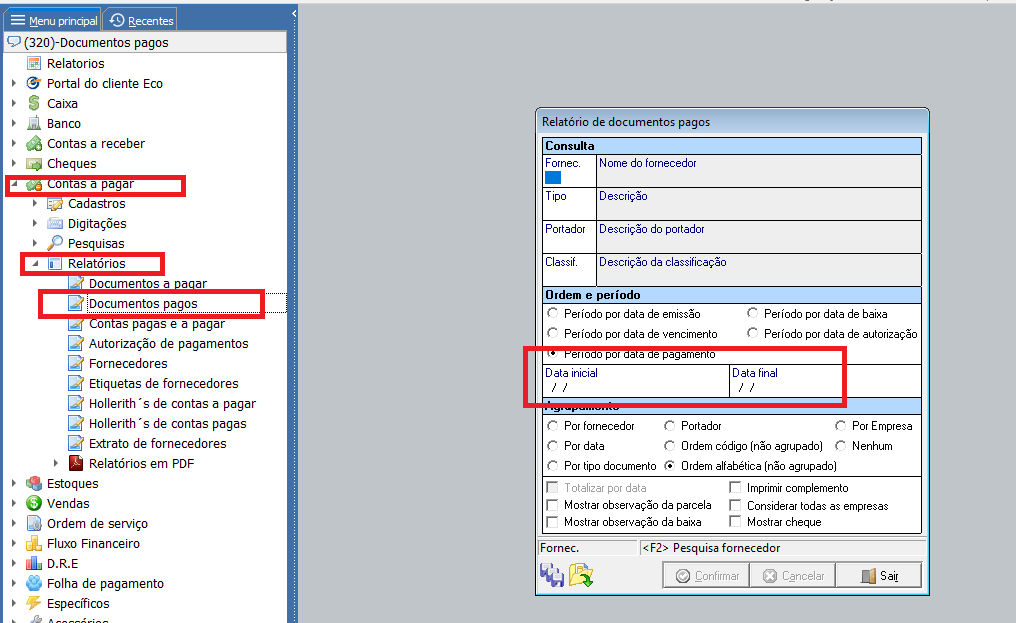 Menu principal
Recentes
(320)-Documentos pagos
Relatorios
Portal do cliente Eco
Caixa
Banco
Contas a receber
Cheques
Contas a pagar
Cadastros
Digitações
Pesquisas
Relatórios
Documentos a pagar
Documentos pagos
Contas pagas e a pagar
Autorização de pagamentos
Fornecedores
Etiquetas de fornecedores
Hollerith´s de contas a pagar
Hollerith´s de contas pagas
Extrato de fornecedores
Relatórios em PDF
Estoques
Vendas
Ordem de serviço
Fluxo Financeiro
D.R.E
Folha de pagamento
Específicos
Acessórios
Relatório de documentos pagos
Consulta
Fornec. Nome do fornecedor
Tipo Descrição
Portador Descrição do portador
Classif. Descrição da classificação
Ordem e período
Período por data de emissão Período por data de baixa
Período por data de vencimento Período por data de autorização
Período por data de pagamento
Data inicial Data final
/ / / /
Agrupamento
Por fornecedor Portador Por Empresa
Por data Ordem código (não agrupado) Nenhum
Por tipo documento Ordem alfabética (não agrupado)
Totalizar por data Imprimir complemento
Mostrar observação da parcela Considerar todas as empresas
Mostrar observação da baixa Mostrar cheque
Fornec. <F2> Pesquisa fornecedor
Confirmar Cancelar Sair